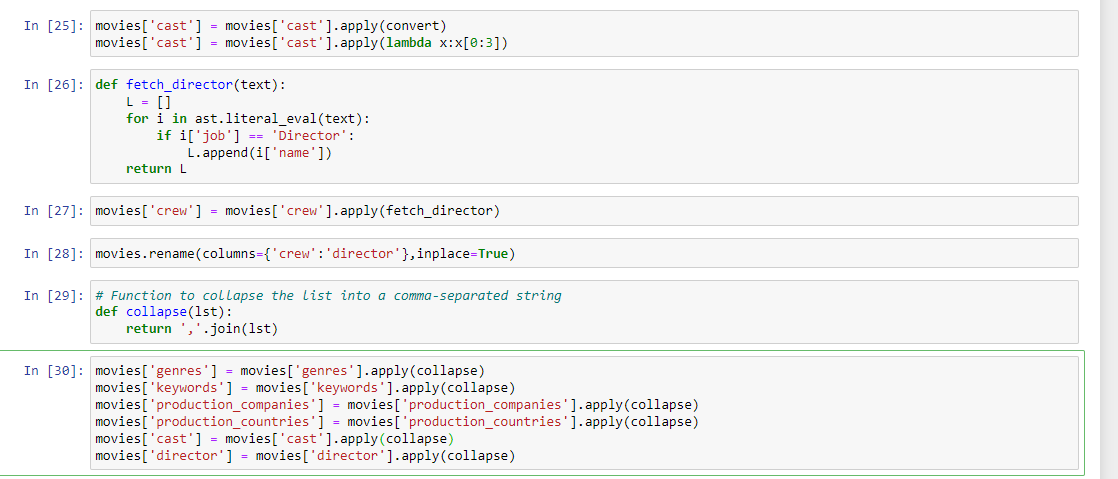 In [25]: movies['cast'] = movies['cast'].apply(convert)
movies['cast'] = movies['cast'].apply(lambda x:x[0:3])
In [26]: def fetch_director(text):
    L = []
    for i in ast.literal_eval(text):
        if i['job'] == 'Director':
            L.append(i['name'])
    return L
In [27]: movies['crew'] = movies['crew'].apply(fetch_director)
In [28]: movies.rename(columns={'crew':'director'},inplace=True)
In [29]: # Function to collapse the list into a comma-separated string
def collapse(lst):
    return ','.join(lst)
In [30]: movies['genres'] = movies['genres'].apply(collapse)
movies['keywords'] = movies['keywords'].apply(collapse)
movies['production_companies'] = movies['production_companies'].apply(collapse)
movies['production_countries'] = movies['production_countries'].apply(collapse)
movies['cast'] = movies['cast'].apply(collapse)
movies['director'] = movies['director'].apply(collapse)